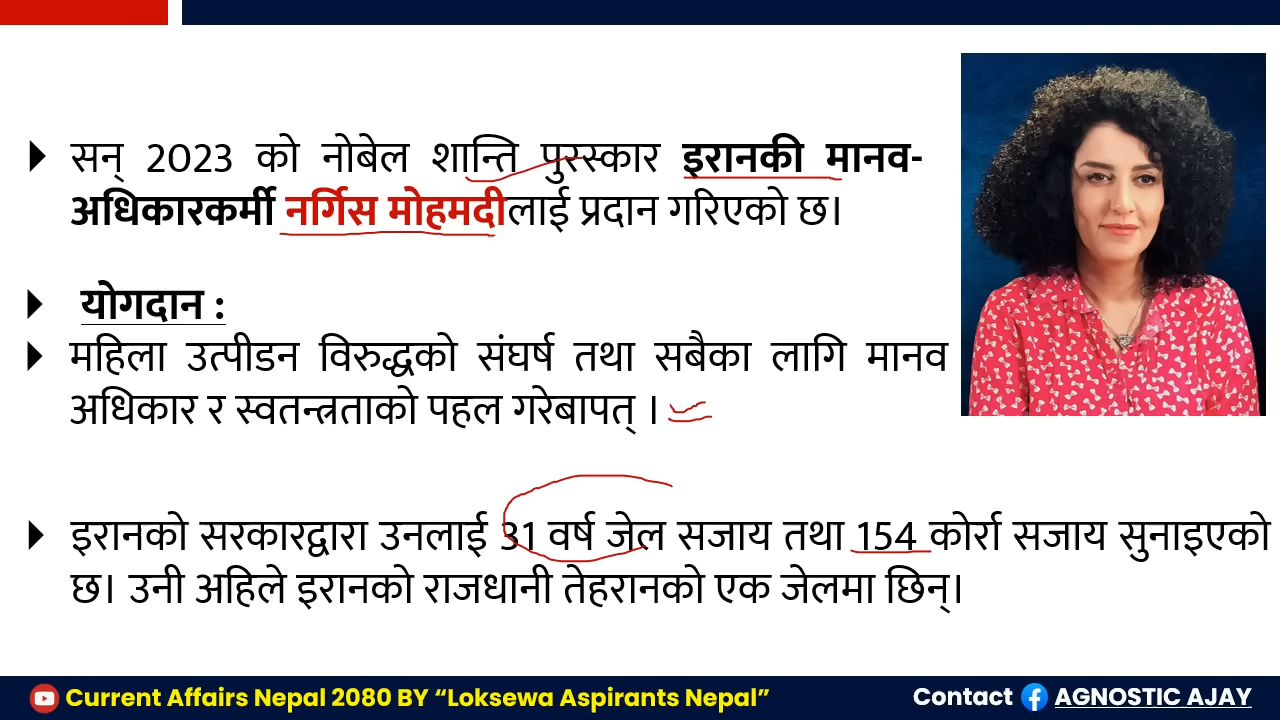 सन् 2023 को नोबेल शान्ति पुरस्कार इरानकी मानव-
अधिकारकर्मी नर्गिस मोहमदीलाई प्रदान गरिएको छ।
योगदान :
महिला उत्पीडन विरुद्धको संघर्ष तथा सबैका लागि मानव
अधिकार र स्वतन्त्रताको पहल गरेबापत् ।
इरानको सरकारद्वारा उनलाई 31 वर्ष जेल सजाय तथा 154 कोर्रा सजाय सुनाइएको
छ। उनी अहिले इरानको राजधानी तेहरानको एक जेलमा छिन्।
Current Affairs Nepal 2080 BY “Loksewa Aspirants Nepal”
Contact AGNOSTIC AJAY